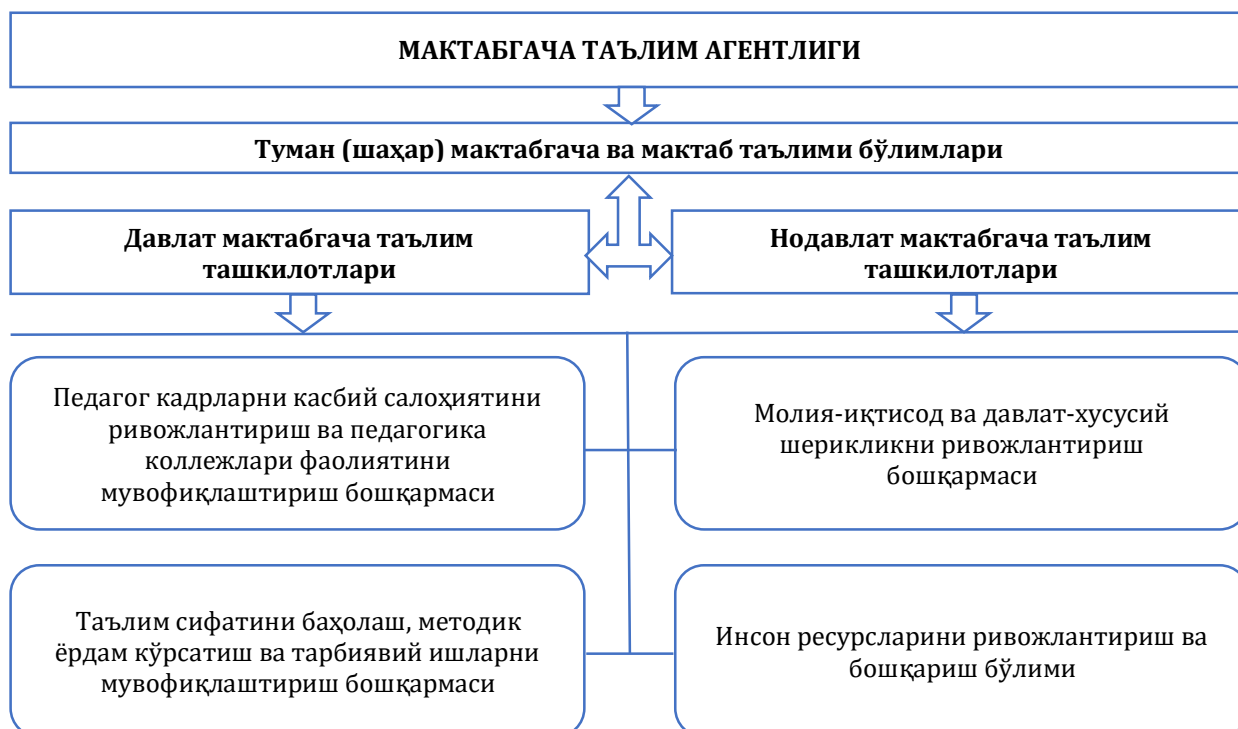 МАКТАБГАЧА ТАЪЛИМ АГЕНТЛИГИ
Туман (шаҳар) мактабгача ва мактаб таълими бўлимлари
Давлат мактабгача таълим
ташкилотлари
Нодавлат мактабгача таълим
ташкилотлари
Педагог кадрларни касбий салоҳиятини
ривожлантириш ва педагогика
коллежлари фаолиятини
мувофиқлаштириш бошқармаси
Молия-иқтисод ва давлат-хусусий
шерикликни ривожлантириш
бошқармаси
Таълим сифатини баҳолаш, методик
ёрдам кўрсатиш ва тарбиявий ишларни
мувофиқлаштириш бошқармаси
Инсон ресурсларини ривожлантириш ва
бошқариш бўлими